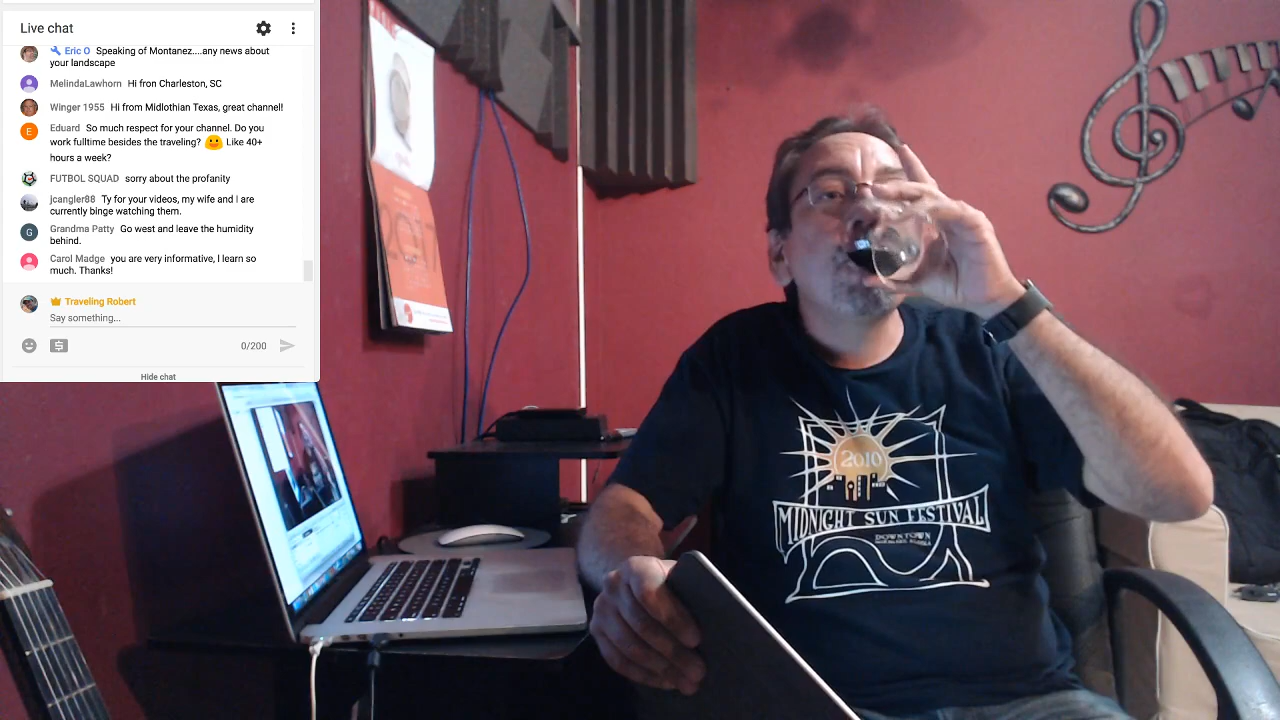 Live chat
Eric O Speaking of Montanez....any news about
your landscape
MelindaLawhorn Hi fron Charleston, SC
Winger 1955 Hi from Midlothian Texas, great channel!
Eduard So much respect for your channel. Do you
work fulltime besides the traveling? Like 40+
hours a week?
FUTBOL SQUAD sorry about the profanity
jcangler88 Ty for your videos, my wife and I are
currently binge watching them.
Grandma Patty Go west and leave the humidity
behind.
Carol Madge you are very informative, I learn so
much. Thanks!
Traveling Robert
Say something...
0/200
Hide chat
2017
2010
MIDNIGHT SUN FESTIVAL
DOWNTOWN